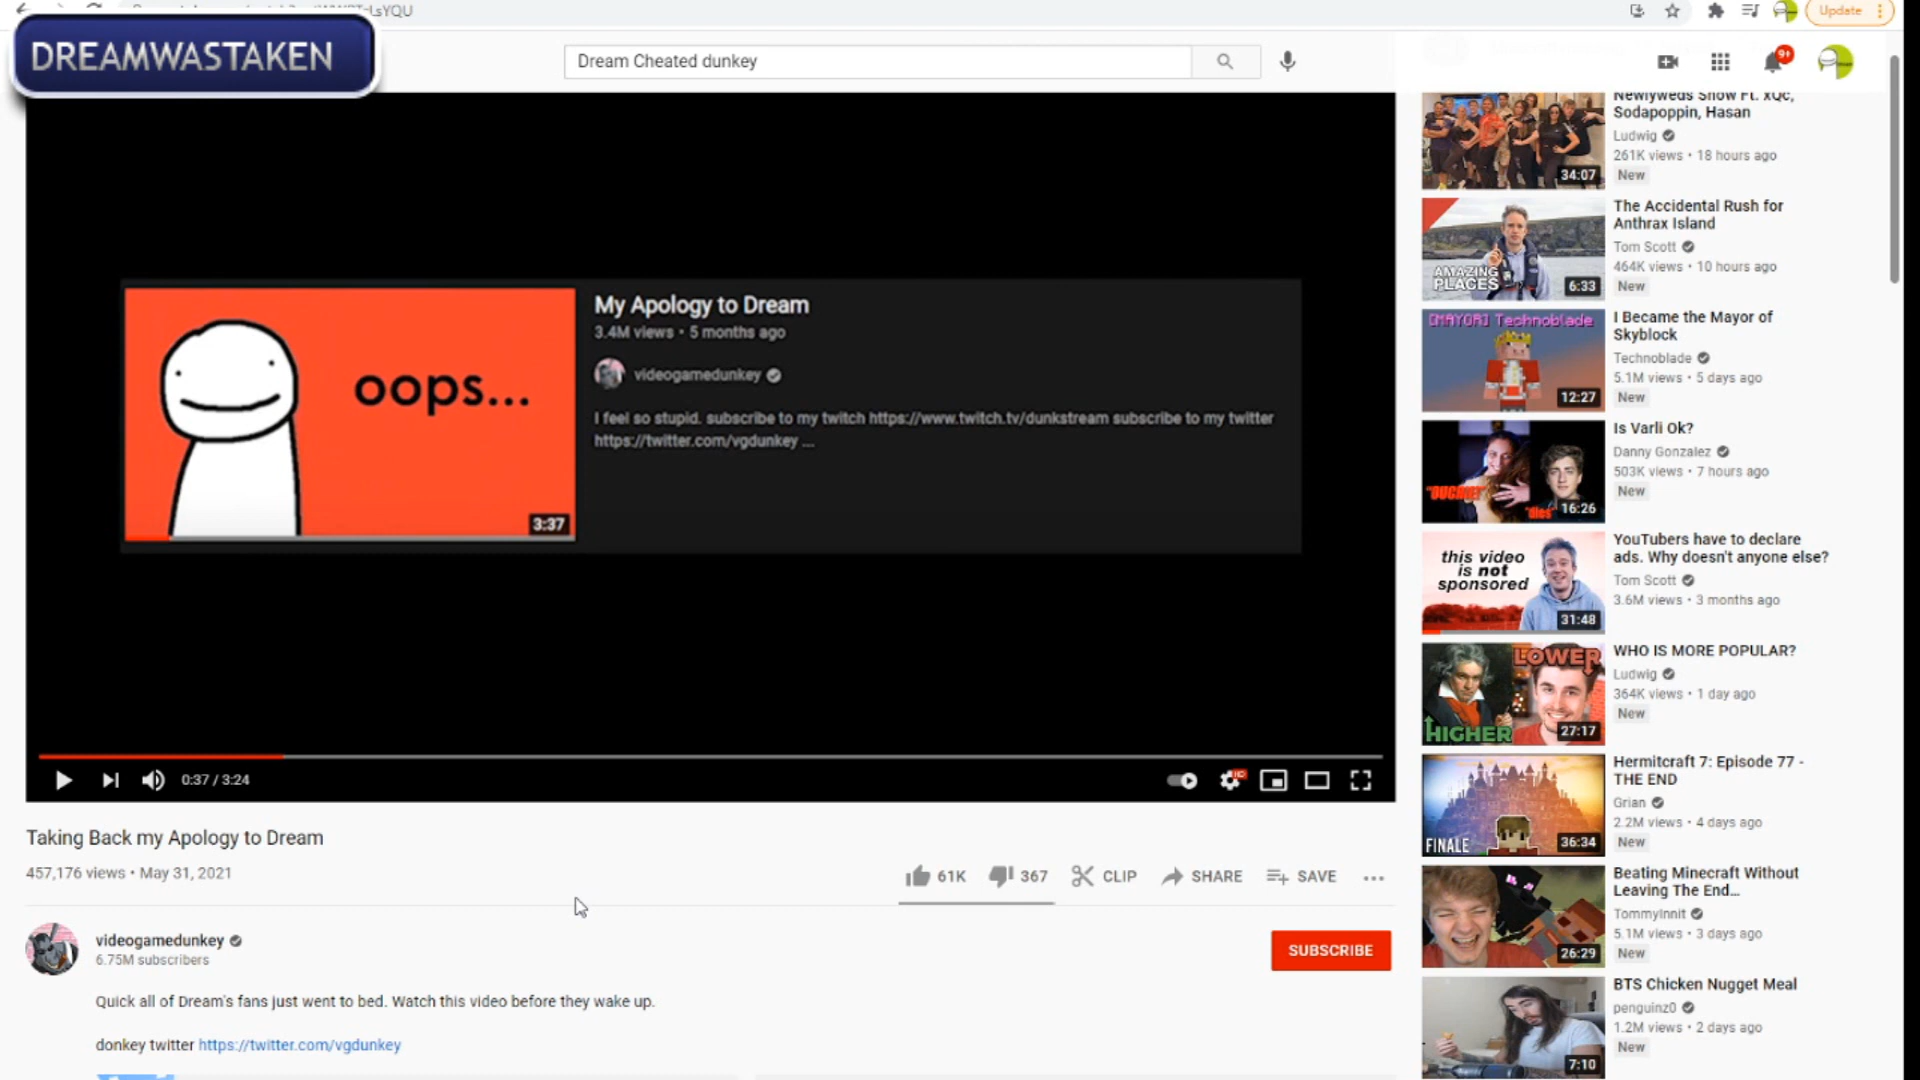 LsYQU
Update
DREAMWASTAKEN
Dream Cheated dunkey
9+
My Apology to Dream
3.4M views • 5 months ago
videogamedunkey
I feel so stupid. subscribe to my twitch https://www.twitch.tv/dunkstream subscribe to my twitter
https://twitter.com/vgdunkey ...
oops...
3:37
0:37 / 3:24
HD
Taking Back my Apology to Dream
457,176 views • May 31, 2021
61K
367
CLIP
SHARE
SAVE
videogamedunkey
6.75M subscribers
SUBSCRIBE
Quick all of Dream's fans just went to bed. Watch this video before they wake up.
donkey twitter https://twitter.com/vgdunkey
Newlyweds Show Ft. xQc,
Sodapoppin, Hasan
Ludwig
261K views • 18 hours ago
New
34:07
The Accidental Rush for
Anthrax Island
Tom Scott
464K views • 10 hours ago
New
AMAZING
PLACES
6:33
I Became the Mayor of
Skyblock
Technoblade
5.1M views • 5 days ago
New
[MAYOR] Technoblade
12:27
Is Varli Ok?
Danny Gonzalez
503K views • 7 hours ago
New
"OUCHIE!"
*dies*
16:26
YouTubers have to declare
ads. Why doesn't anyone else?
Tom Scott
3.6M views • 3 months ago
this video
is not
sponsored
31:48
WHO IS MORE POPULAR?
Ludwig
364K views • 1 day ago
New
LOWER
HIGHER
27:17
Hermitcraft 7: Episode 77 -
THE END
Grian
2.2M views • 4 days ago
New
FINALE
36:34
Beating Minecraft Without
Leaving The End...
TommyInnit
5.1M views • 3 days ago
New
26:29
BTS Chicken Nugget Meal
penguinz0
1.2M views • 2 days ago
New
7:10